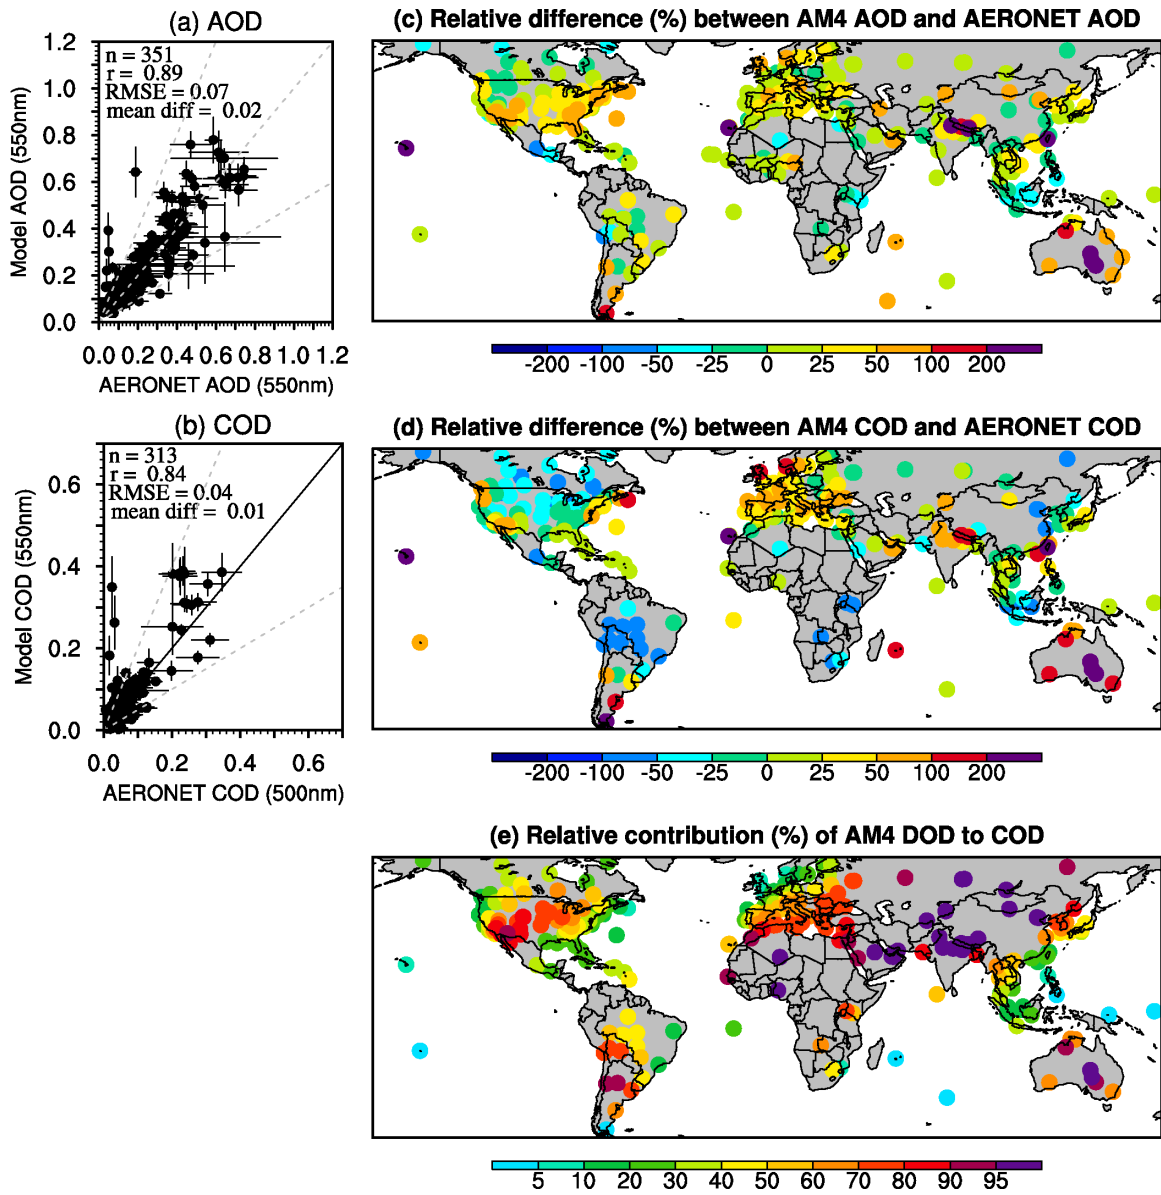 (a) AOD
n = 351
r = 0.89
RMSE = 0.07
mean diff = 0.02
1.2
1.0
0.8
0.6
0.4
0.2
0.0
Model AOD (550nm)
0.0 0.2 0.4 0.6 0.8 1.0 1.2
AERONET AOD (550nm)
(c) Relative difference (%) between AM4 AOD and AERONET AOD
-200 -100 -50 -25 0 25 50 100 200
(b) COD
n = 313
r = 0.84
RMSE = 0.04
mean diff = 0.01
0.6
0.4
0.2
0.0
Model COD (550nm)
0.0 0.2 0.4 0.6
AERONET COD (500nm)
(d) Relative difference (%) between AM4 COD and AERONET COD
-200 -100 -50 -25 0 25 50 100 200
(e) Relative contribution (%) of AM4 DOD to COD
5 10 20 30 40 50 60 70 80 90 95